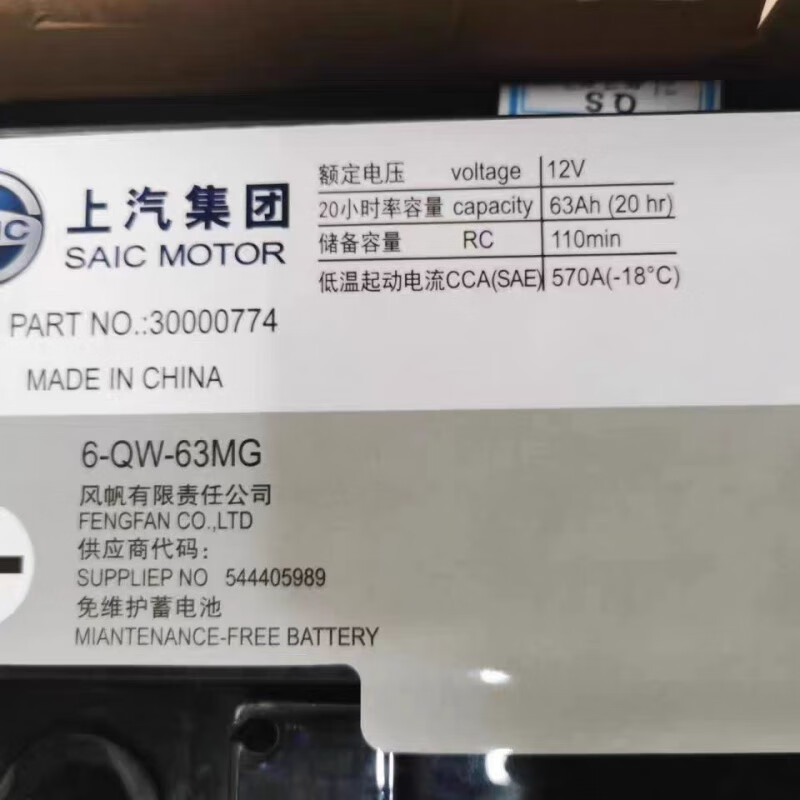 QS
IC
上汽集团
SAIC MOTOR
额定电压 voltage 12V
20小时率容量 capacity 63Ah (20 hr)
储备容量 RC 110min
低温起动电流CCA(SAE) 570A(-18°C)
PART NO.:30000774
MADE IN CHINA
6-QW-63MG
风帆有限责任公司
FENGFAN CO.,LTD
供应商代码:
SUPPLIEP NO 544405989
免维护蓄电池
MIANTENANCE-FREE BATTERY